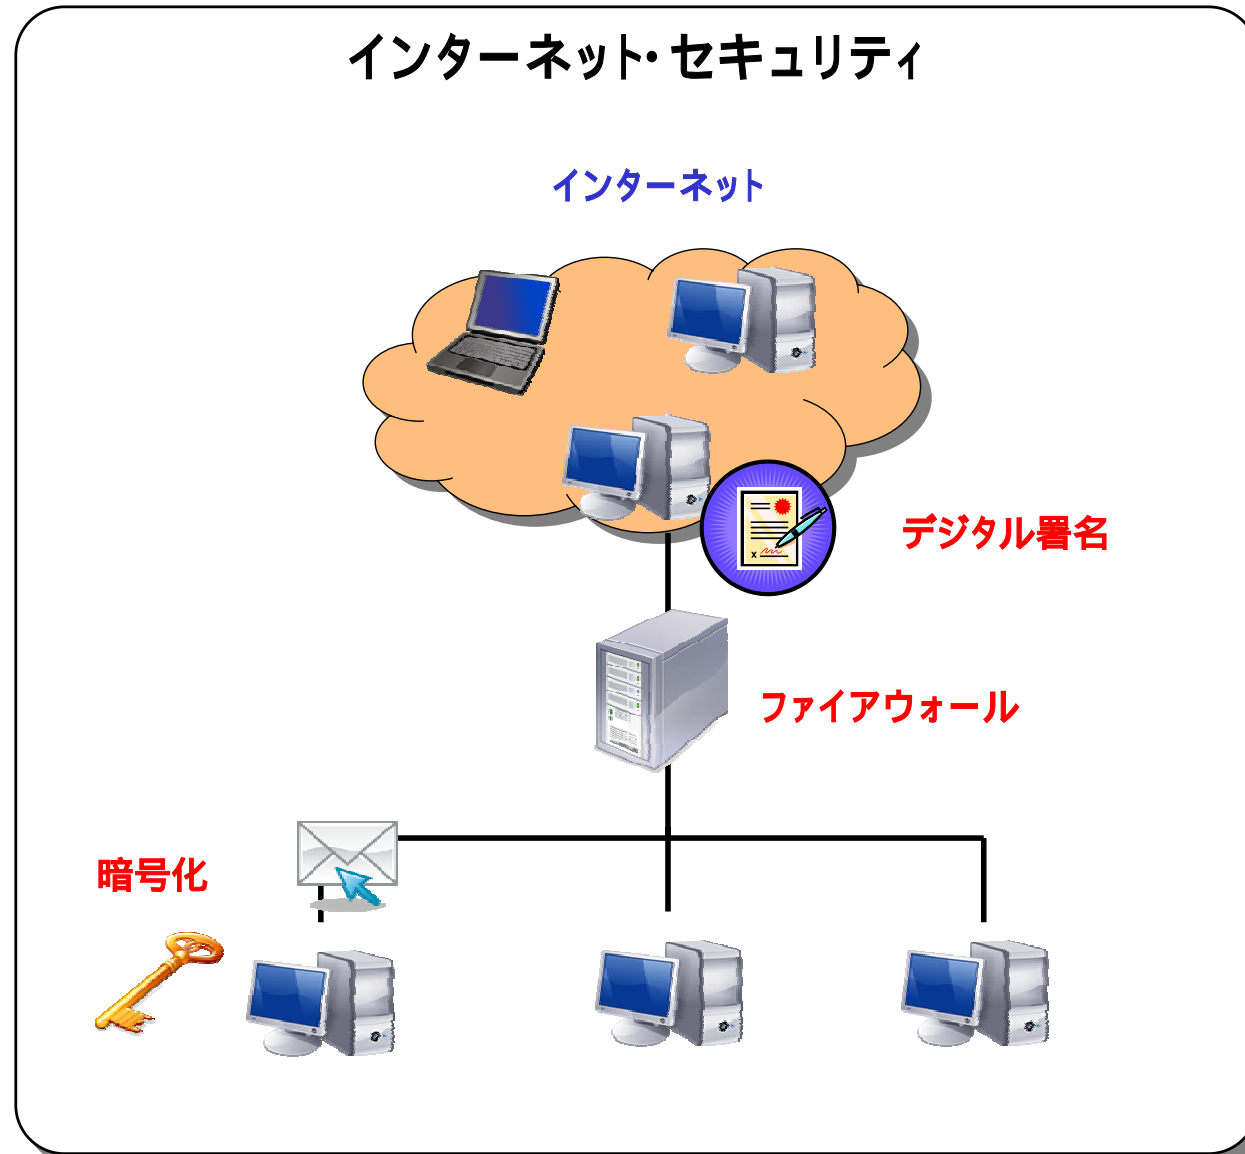 インターネット・セキュリティ
インターネット
デジタル署名
ファイアウォール
暗号化